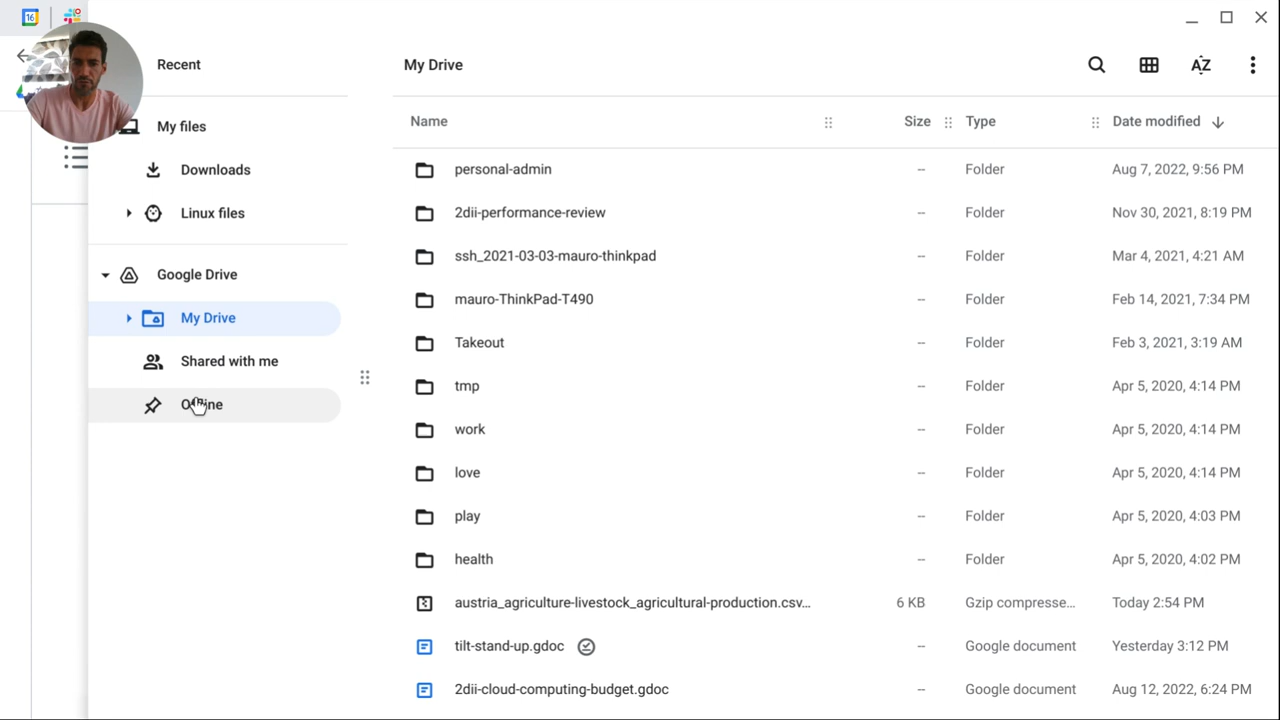 16
Recent
My files
Downloads
Linux files
Google Drive
My Drive
Shared with me
My Drive
AZ
Name Size Type Date modified
personal-admin -- Folder Aug 7, 2022, 9:56 PM
2dii-performance-review -- Folder Nov 30, 2021, 8:19 PM
ssh_2021-03-03-mauro-thinkpad -- Folder Mar 4, 2021, 4:21 AM
mauro-ThinkPad-T490 -- Folder Feb 14, 2021, 7:34 PM
Takeout -- Folder Feb 3, 2021, 3:19 AM
tmp -- Folder Apr 5, 2020, 4:14 PM
work -- Folder Apr 5, 2020, 4:14 PM
love -- Folder Apr 5, 2020, 4:14 PM
play -- Folder Apr 5, 2020, 4:03 PM
health -- Folder Apr 5, 2020, 4:02 PM
austria_agriculture-livestock_agricultural-production.csv... 6 KB Gzip compresse... Today 2:54 PM
tilt-stand-up.gdoc -- Google document Yesterday 3:12 PM
2dii-cloud-computing-budget.gdoc -- Google document Aug 12, 2022, 6:24 PM